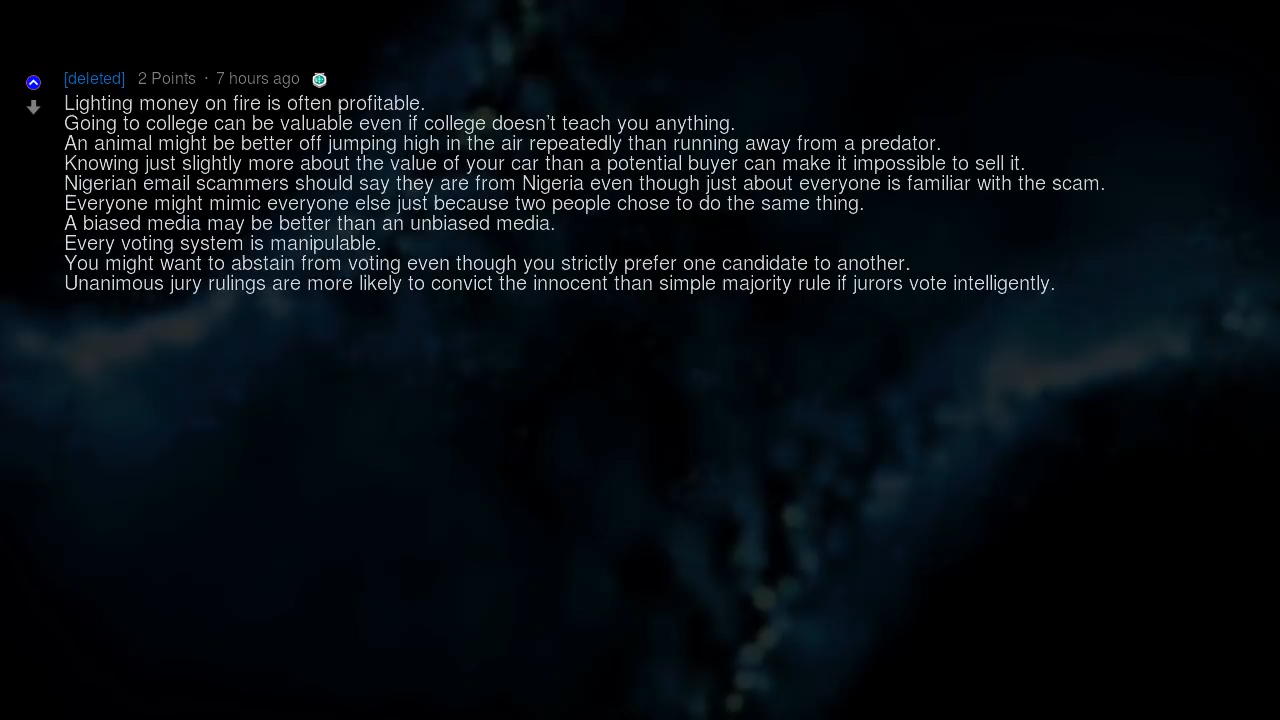 [deleted] 2 Points · 7 hours ago
Lighting money on fire is often profitable.
Going to college can be valuable even if college doesn't teach you anything.
An animal might be better off jumping high in the air repeatedly than running away from a predator.
Knowing just slightly more about the value of your car than a potential buyer can make it impossible to sell it.
Nigerian email scammers should say they are from Nigeria even though just about everyone is familiar with the scam.
Everyone might mimic everyone else just because two people chose to do the same thing.
A biased media may be better than an unbiased media.
Every voting system is manipulable.
You might want to abstain from voting even though you strictly prefer one candidate to another.
Unanimous jury rulings are more likely to convict the innocent than simple majority rule if jurors vote intelligently.